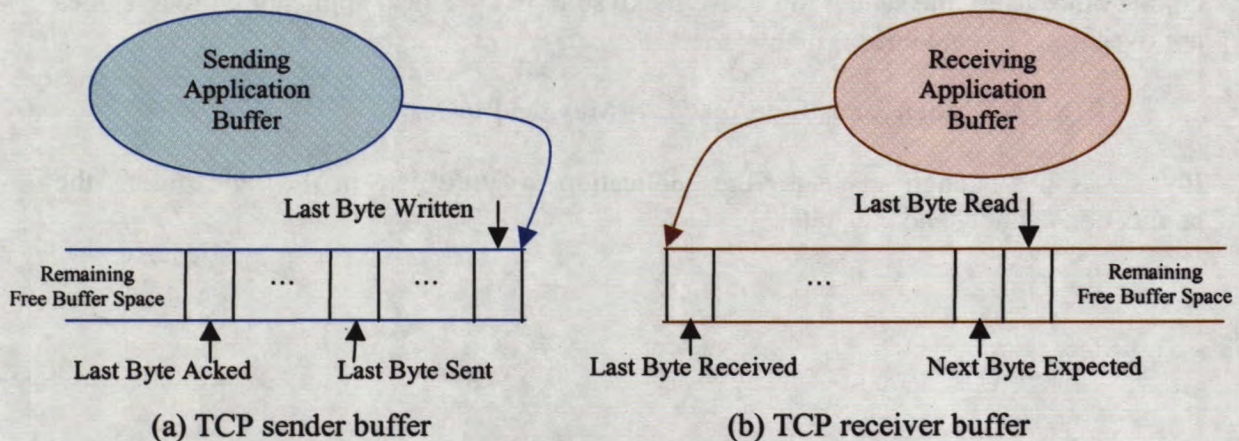 Sending
Application
Buffer
Receiving
Application
Buffer
Last Byte Written
Last Byte Read
Remaining
Free Buffer Space
...
...
...
Remaining
Free Buffer Space
Last Byte Acked
Last Byte Sent
Last Byte Received
Next Byte Expected
(a) TCP sender buffer
(b) TCP receiver buffer